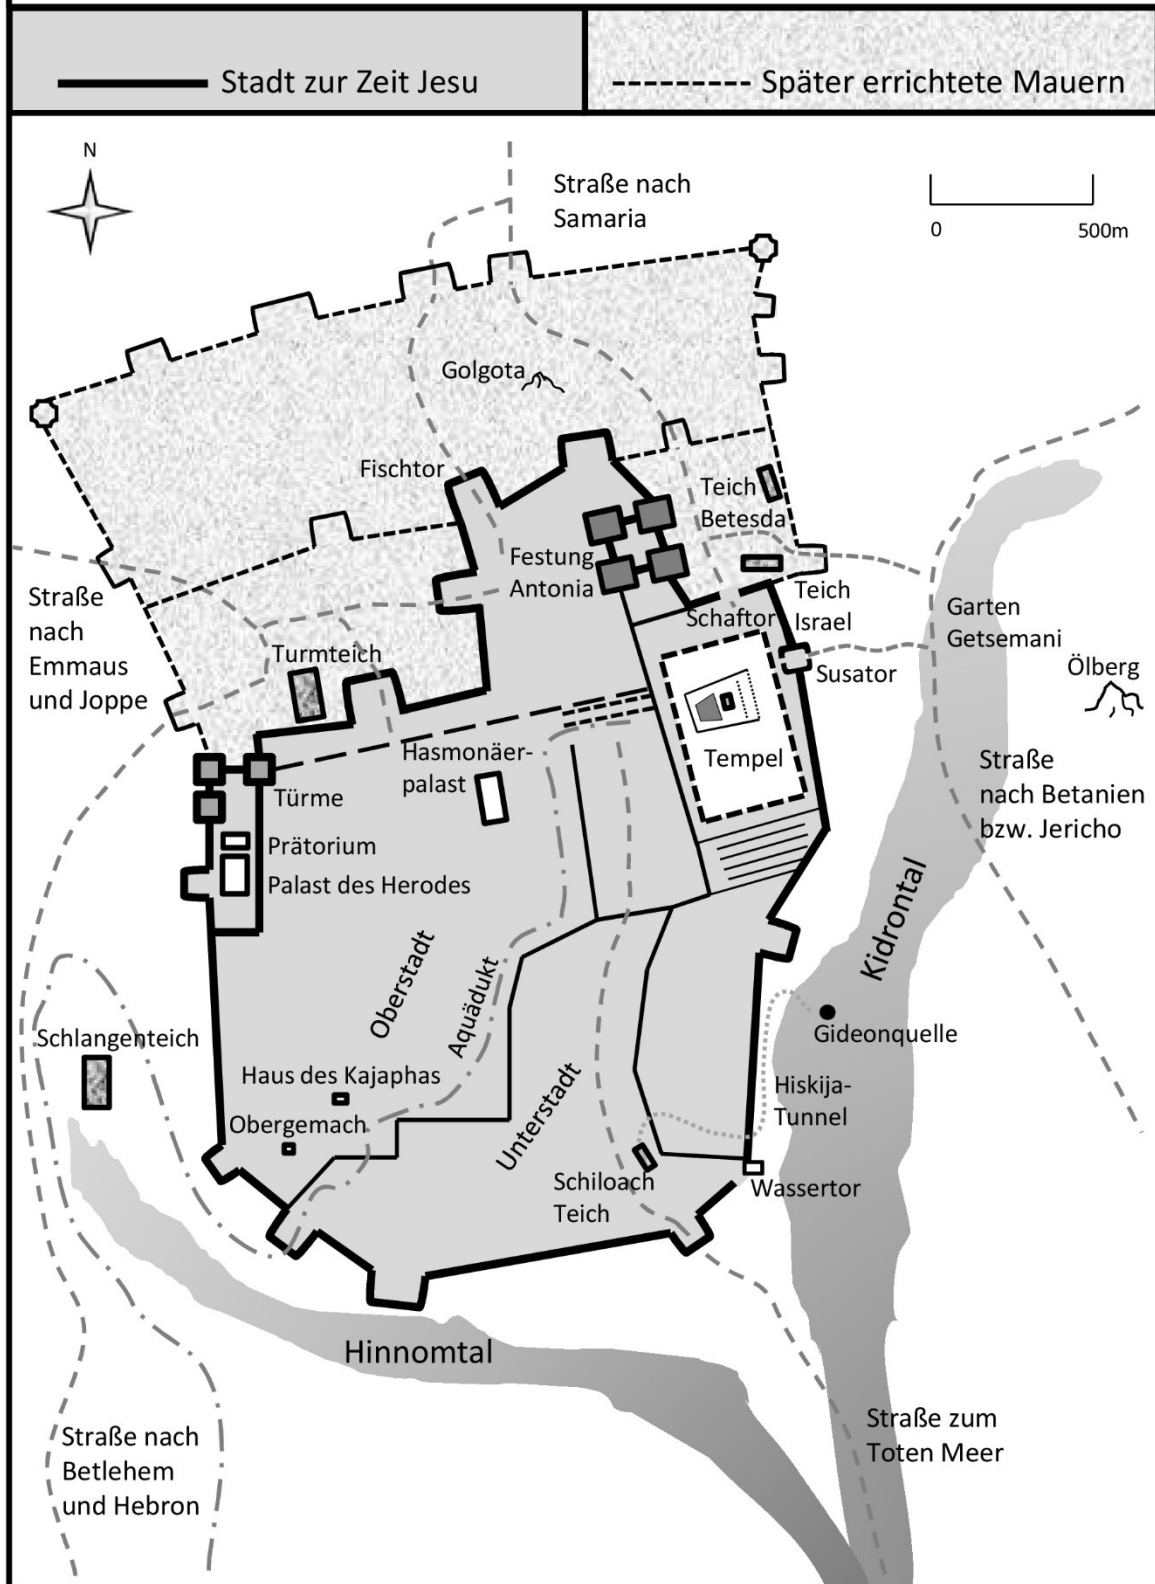 Stadt zur Zeit Jesu
Später errichtete Mauern
N
Straße nach
Samaria
0
500m
Golgota
Fischtor
Teich
Betesda
Festung
Antonia
Straße
nach
Emmaus
und Joppe
Schaftor
Teich
Israel
Garten
Getsemani
Turmteich
Susator
Ölberg
Hasmonäer-
palast
Tempel
Straße
nach Betanien
bzw. Jericho
Türme
Prätorium
Palast des Herodes
Kidrontal
Oberstadt
Aquädukt
Schlangenteich
Gideonquelle
Haus des Kajaphas
Hiskija-
Tunnel
Obergemach
Unterstadt
Schiloach
Teich
Wassertor
Hinnomtal
Straße nach
Betlehem
und Hebron
Straße zum
Toten Meer